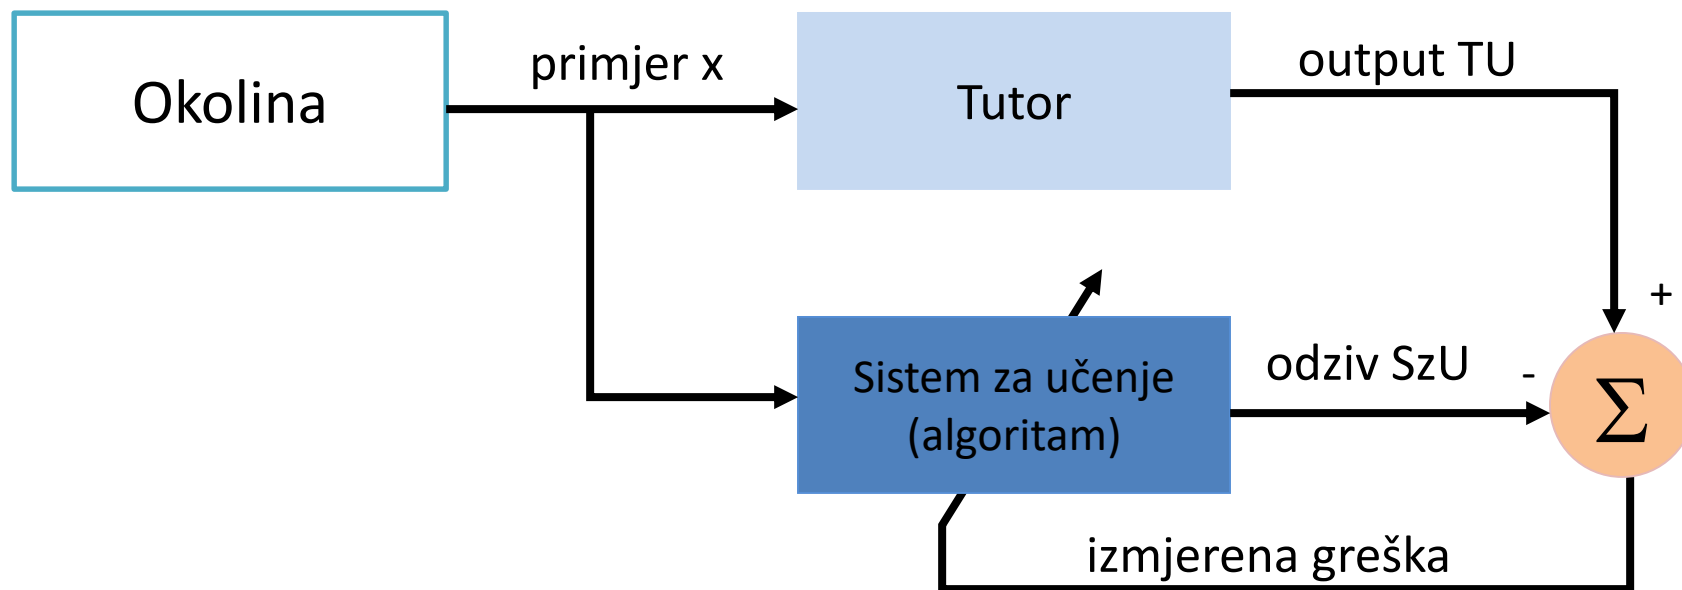 Okolina
primjer x
Tutor
output TU
+
Sistem za učenje
(algoritam)
odziv SzU
-
Σ
izmjerena greška